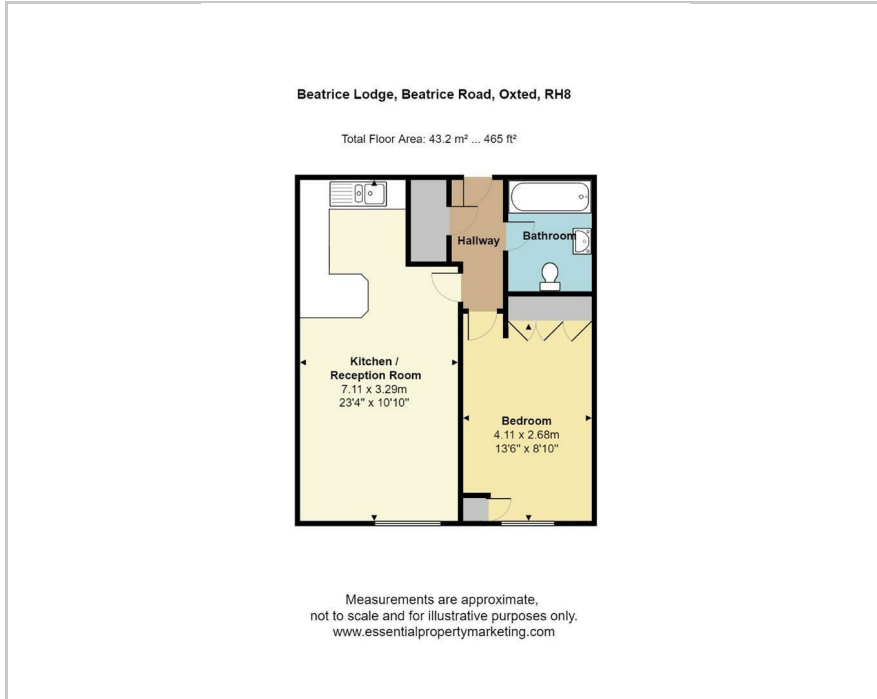 Beatrice Lodge, Beatrice Road, Oxted, RH8
Total Floor Area: 43.2 m² ... 465 ft²
Hallway
Bathroom
Kitchen /
Reception Room
7.11 x 3.29m
23'4" x 10'10"
Bedroom
4.11 x 2.68m
13'6" x 8'10"
Measurements are approximate,
not to scale and for illustrative purposes only.
www.essentialpropertymarketing.com